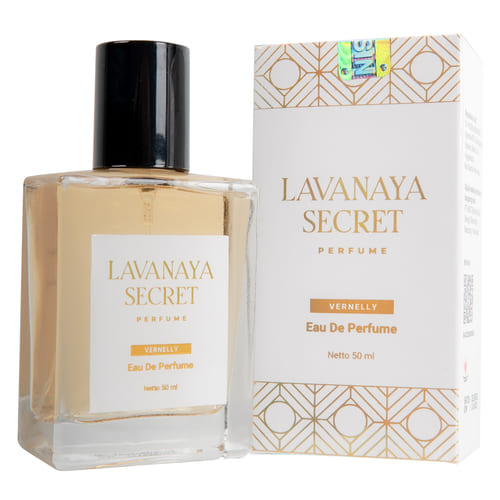 LAVANAYA
SECRET
PERFUME
VERNELLY
Eau De Perfume
Netto 50 ml
LAVANAYA
SECRET
PERFUME
VERNELLY
Eau De Perfume
Netto 50 ml